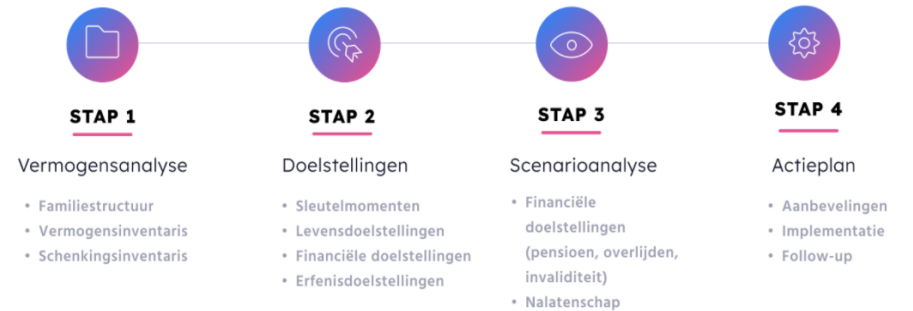 STAP 1
Vermogensanalyse
• Familiestructuur
• Vermogensinventaris
• Schenkingsinventaris
STAP 2
Doelstellingen
• Sleutelmomenten
• Levensdoelstellingen
• Financiële doelstellingen
• Erfenisdoelstellingen
STAP 3
Scenarioanalyse
• Financiële
doelstellingen
(pensioen, overlijden,
invaliditeit)
• Nalatenschap
STAP 4
Actieplan
• Aanbevelingen
• Implementatie
• Follow-up